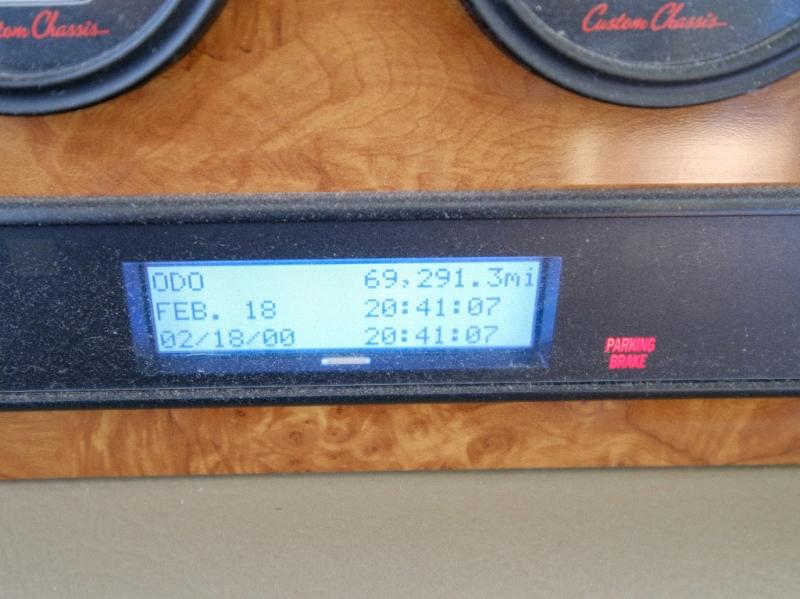 tom Chassis
Custom Chassis
ODO 69,291.3mi
FEB. 18 20:41:07
02/18/00 20:41:07
PARKING
BRAKE